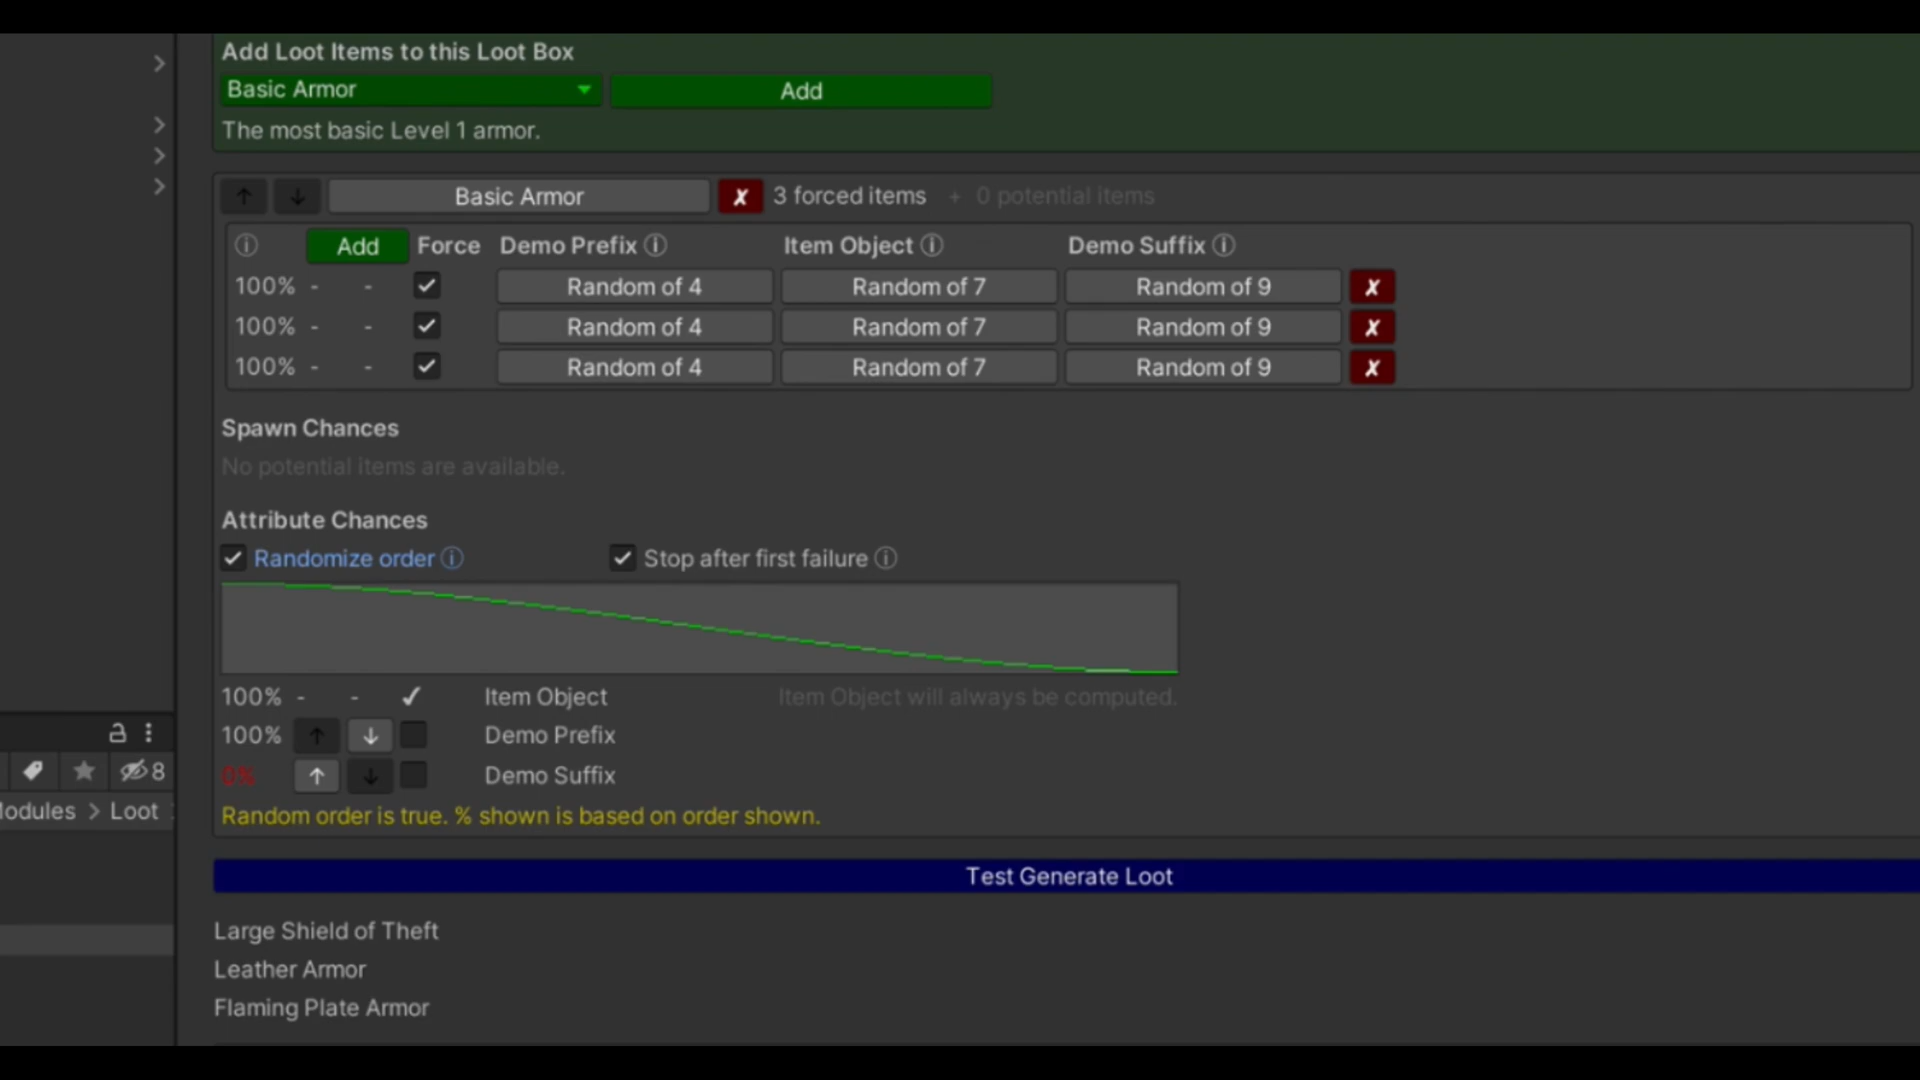 Add Loot Items to this Loot Box
Basic Armor Add
The most basic Level 1 armor.
Basic Armor ✗ 3 forced items + 0 potential items
Add Force Demo Prefix Item Object Demo Suffix
100% - - Random of 4 Random of 7 Random of 9 ✗
100% - - Random of 4 Random of 7 Random of 9 ✗
100% - - Random of 4 Random of 7 Random of 9 ✗
Spawn Chances
No potential items are available.
Attribute Chances
Randomize order Stop after first failure
100% - - ✓ Item Object Item Object will always be computed.
100% ↑ ↓ Demo Prefix
0% ↑ ↓ Demo Suffix
Random order is true. % shown is based on order shown.
Test Generate Loot
Large Shield of Theft
Leather Armor
Flaming Plate Armor
8
odules > Loot